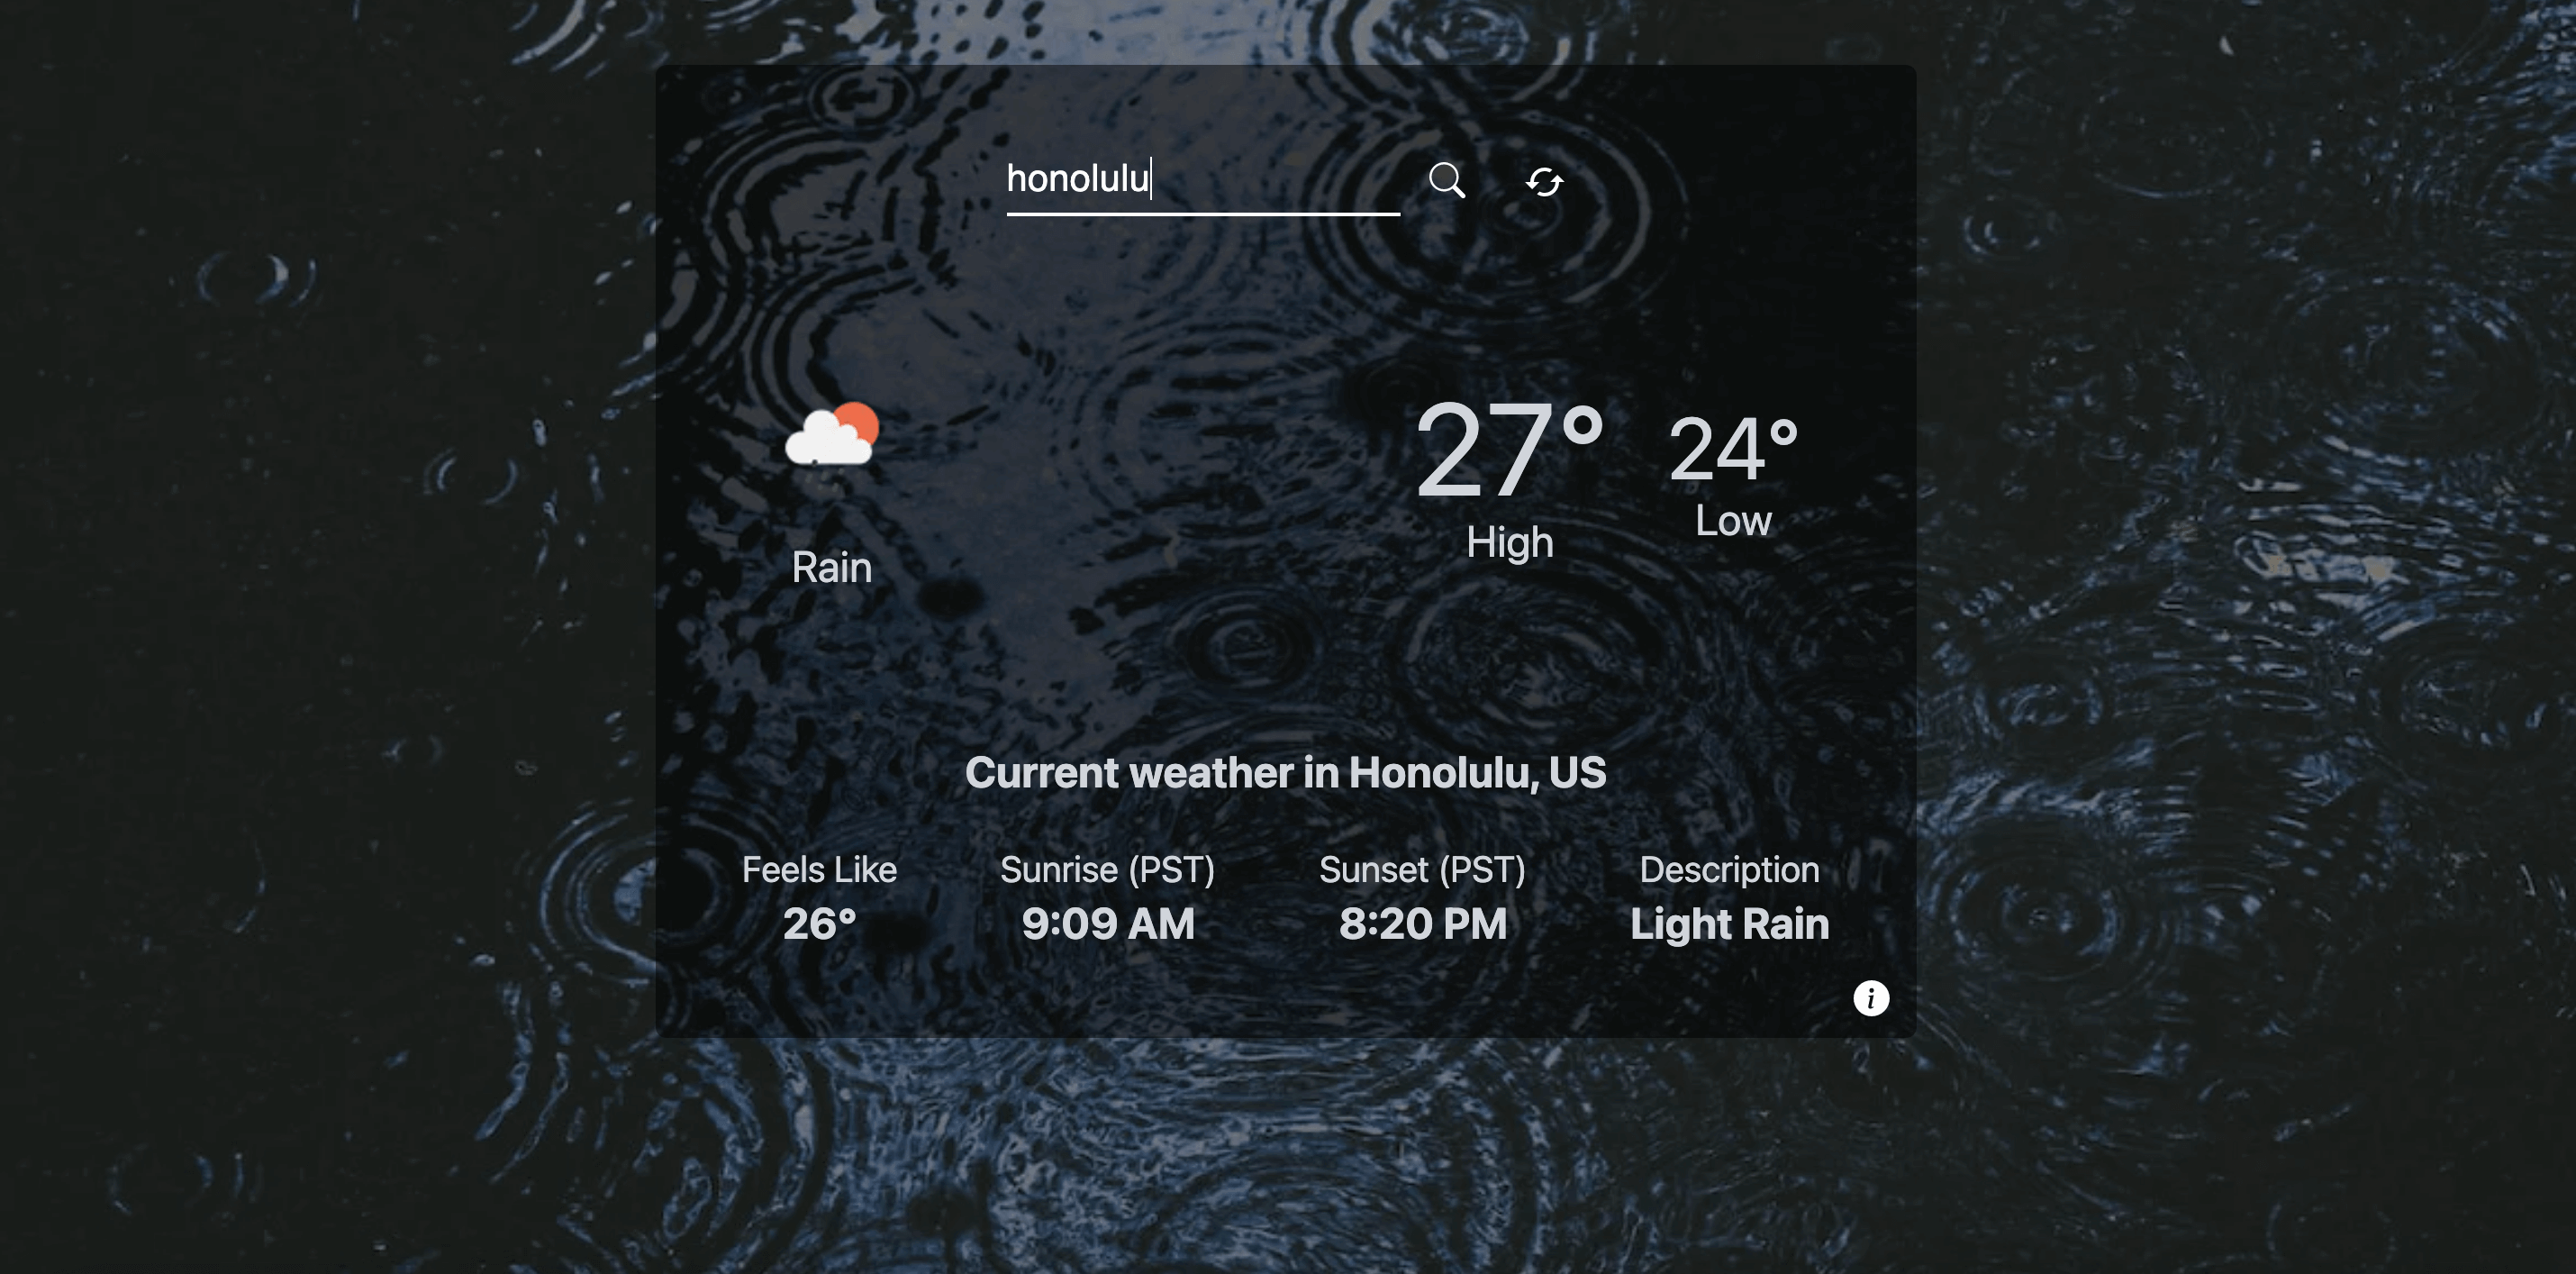 honolulu
27° 24°
High Low
Rain
Current weather in Honolulu, US
Feels Like Sunrise (PST) Sunset (PST) Description
26° 9:09 AM 8:20 PM Light Rain
i